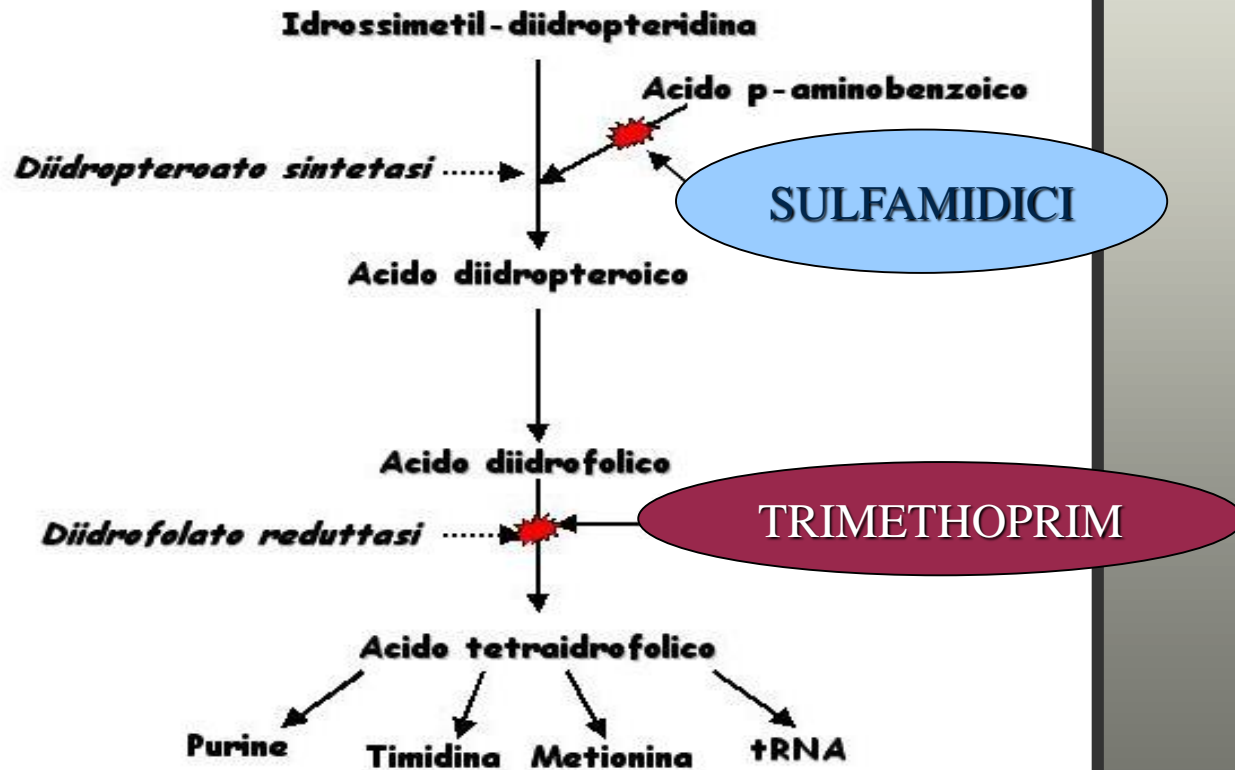 Idrossimetil-diidropteridina
Acido p-aminobenzoico
Diidropteroato sintetasi
SULFAMIDICI
Acido diidropteroico
Acido diidrofolico
Diidrofolato reduttasi
TRIMETHOPRIM
Acido tetraidrofolico
Purine Timidina Metionina tRNA